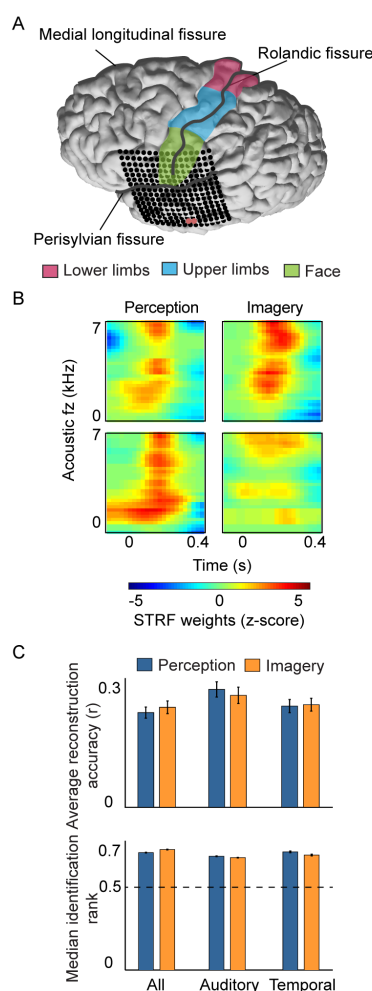 A
Medial longitudinal fissure
Rolandic fissure
Perisylvian fissure
Lower limbs
Upper limbs
Face
B
Perception
Imagery
7
0
7
0
Acoustic fz (kHz)
0
0.4
0
0.4
Time (s)
-5
5
STRF weights (z-score)
C
Perception
Imagery
0.3
0
Average reconstruction
accuracy (r)
0.7
0.5
0
Median identification
rank
All
Auditory
Temporal